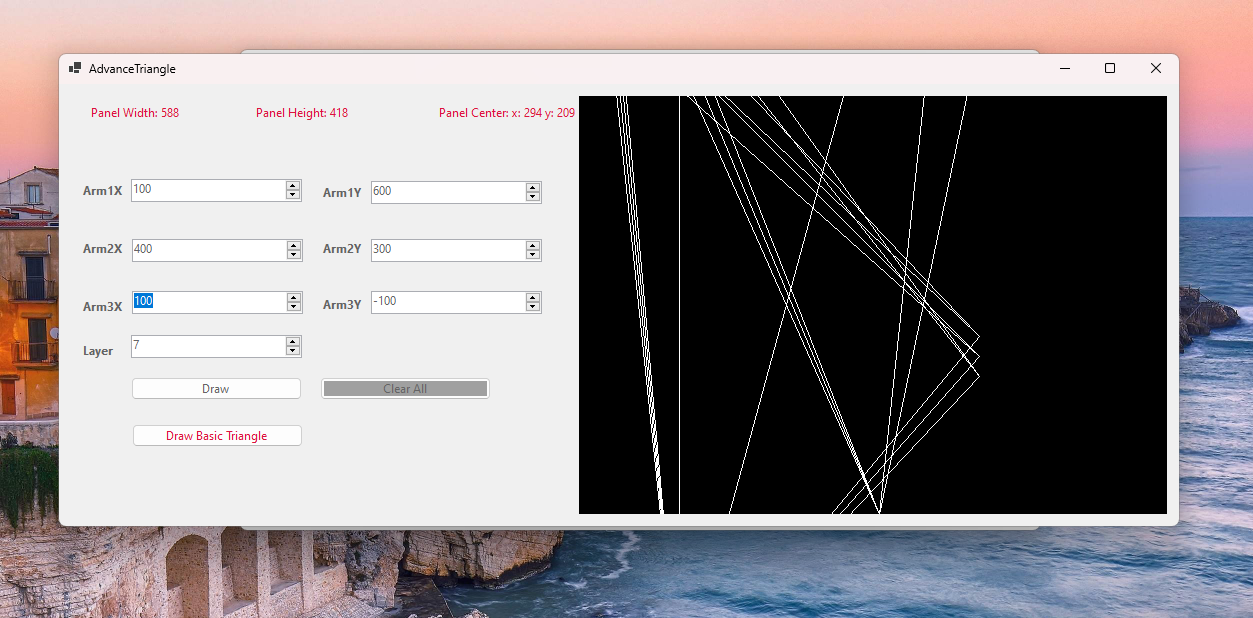 AdvanceTriangle
Panel Width: 588 Panel Height: 418 Panel Center: x: 294 y: 209
Arm1X 100 Arm1Y 600
Arm2X 400 Arm2Y 300
Arm3X 100 Arm3Y -100
Layer 7
Draw Clear All
Draw Basic Triangle